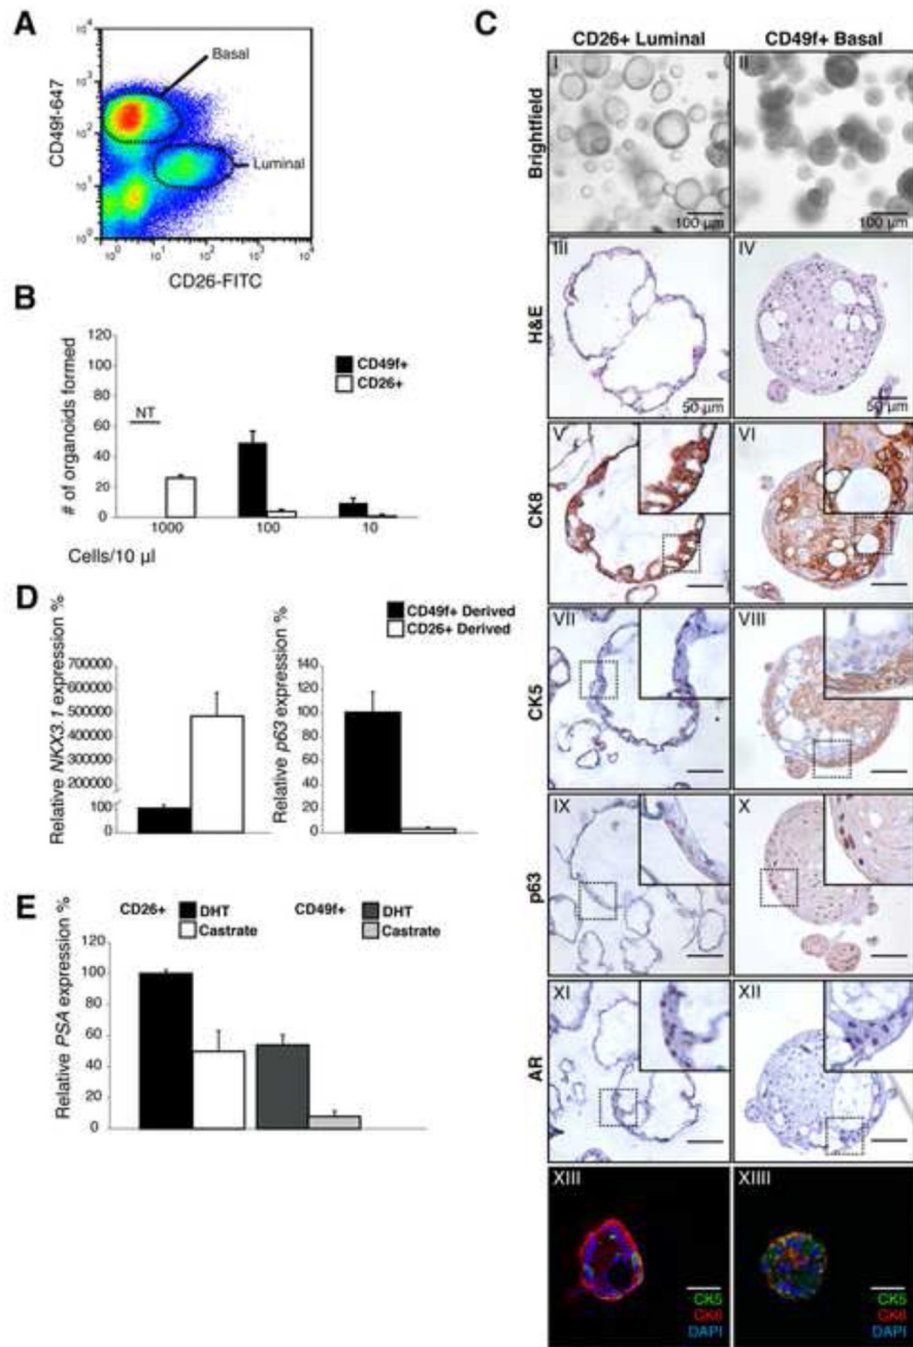 A
CD49f-647
10⁴
10³
10²
10¹
10⁰
Basal
Luminal
10⁰ 10¹ 10² 10³ 10⁴
CD26-FITC
B
# of organoids formed
120
100
80
60
40
20
0
NT
CD49f+
CD26+
1000 100 10
Cells/10 µl
D
CD49f+ Derived
CD26+ Derived
Relative NKX3.1 expression %
700000
600000
500000
400000
300000
200000
100
0
Relative p63 expression %
140
120
100
80
60
40
20
0
E
CD26+
DHT
Castrate
CD49f+
DHT
Castrate
Relative PSA expression %
120
100
80
60
40
20
0
C
CD26+ Luminal CD49f+ Basal
Brightfield
I
100 µm
II
100 µm
H&E
III
50 µm
IV
50 µm
CK8
V
VI
CK5
VII
VIII
p63
IX
X
AR
XI
XII
XIII
CK5
CK8
DAPI
XIIII
CK5
CK8
DAPI